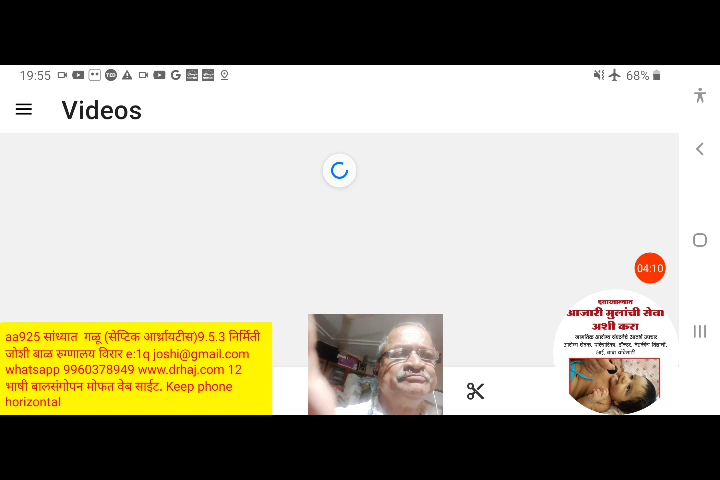 19:55
68%
Videos
04:10
aa925 सांध्यात गळू (सेप्टिक आर्थ्रायटीस)9.5.3 निर्मिती
जोशी बाळ रुग्णालय विरार e:1q joshi@gmail.com
whatsapp 9960378949 www.drhaj.com 12
भाषी बालसंगोपन मोफत वेब साईट. Keep phone
horizontal
आजारी मुलांची सेवा
अशी करा